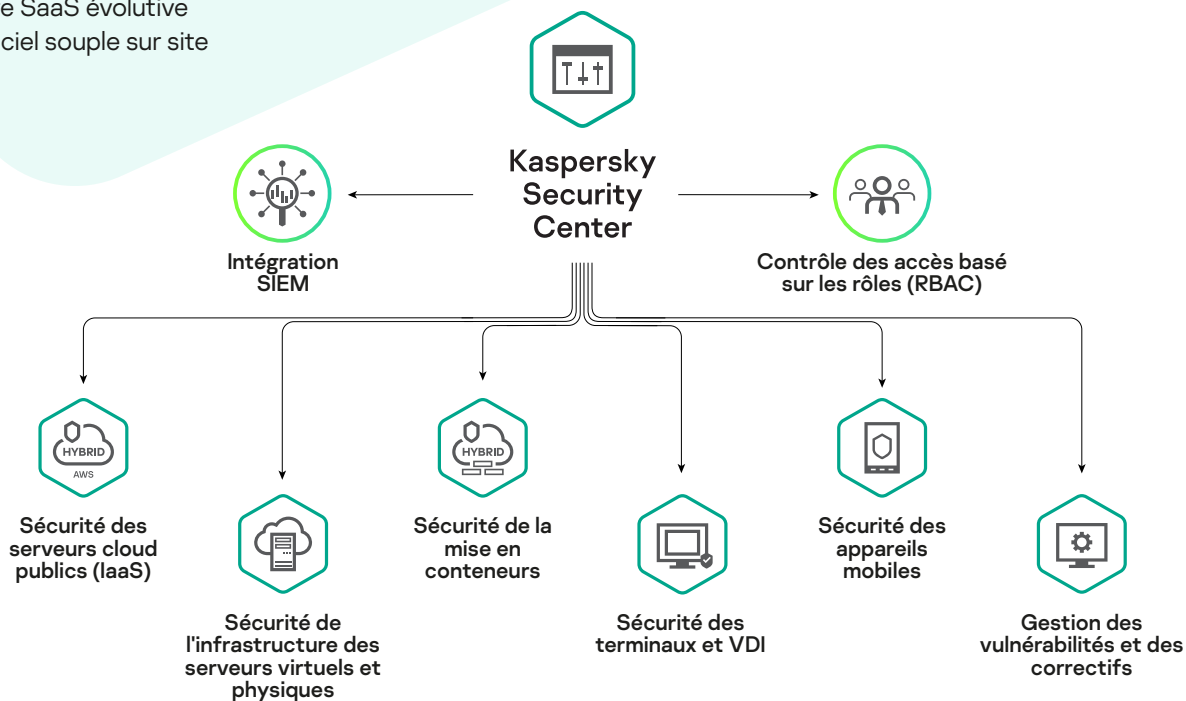 SaaS évolutive
souple sur site
Kaspersky
Security
Center
Intégration
SIEM
Contrôle des accès basé
sur les rôles (RBAC)
HYBRID
AWS
Sécurité des
serveurs cloud
publics (IaaS)
Sécurité de
l'infrastructure des
serveurs virtuels et
physiques
HYBRID
Sécurité de la
mise en
conteneurs
Sécurité des
terminaux et VDI
Sécurité des
appareils
mobiles
Gestion des
vulnérabilités et des
correctifs